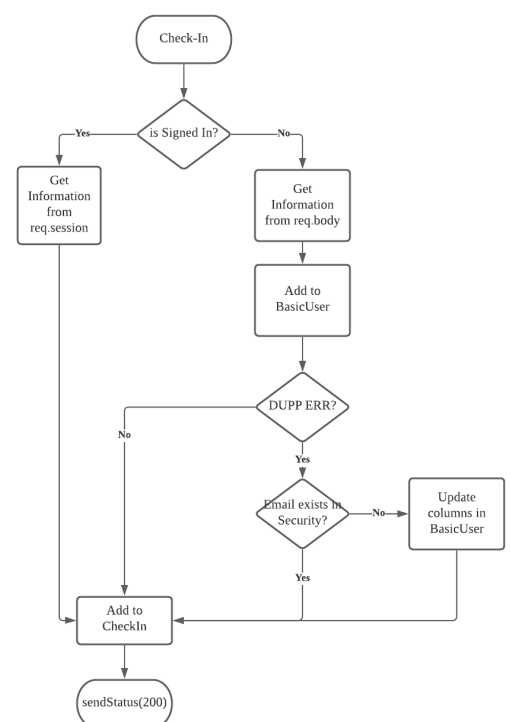 Check-In
is Signed In?
Yes
No
Get
Information
from
req.session
Get
Information
from req.body
Add to
BasicUser
DUPP ERR?
No
Yes
Email exists in
Security?
No
Update
columns in
BasicUser
Yes
Add to
CheckIn
sendStatus(200)